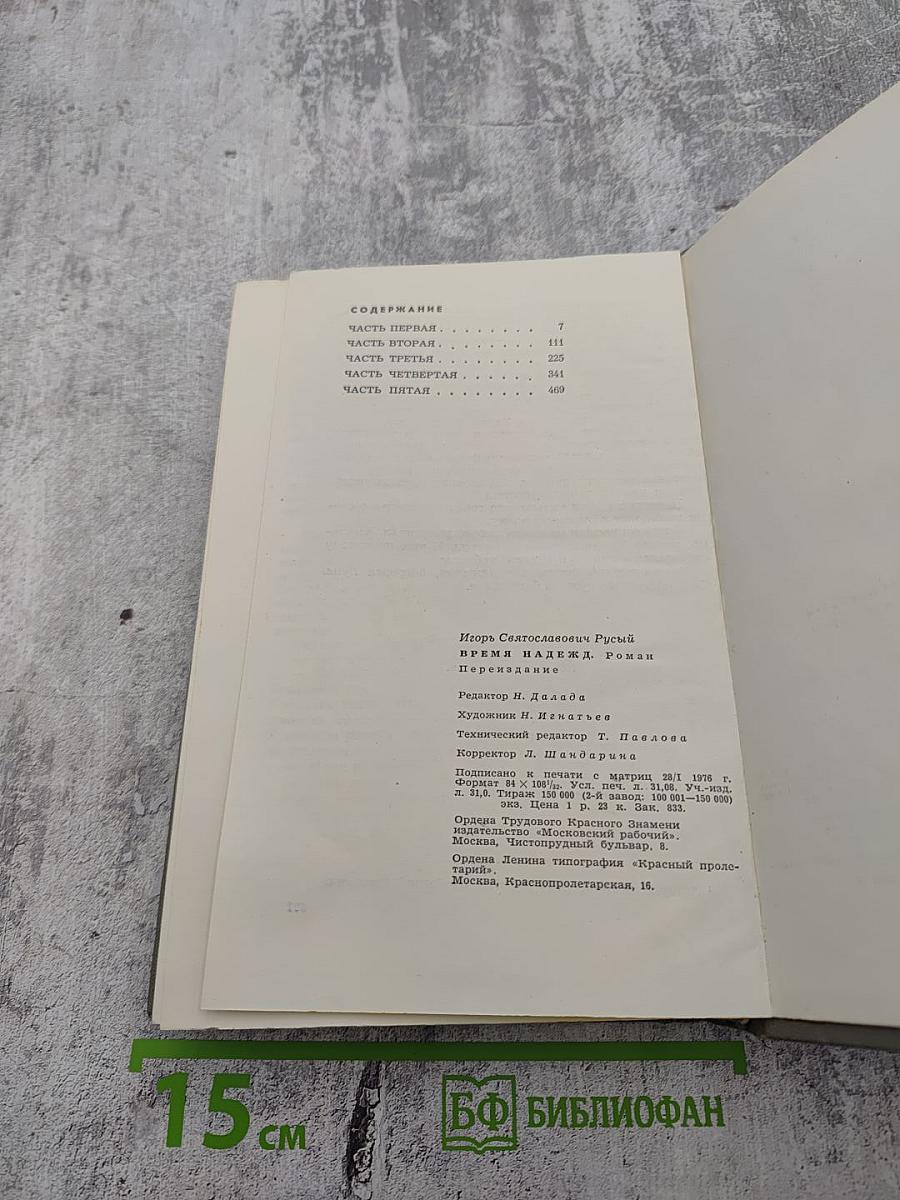 СОДЕРЖАНИЕ
ЧАСТЬ ПЕРВАЯ . . . . . . . . 7
ЧАСТЬ ВТОРАЯ . . . . . . . . 111
ЧАСТЬ ТРЕТЬЯ . . . . . . . . 225
ЧАСТЬ ЧЕТВЕРТАЯ . . . . . . 341
ЧАСТЬ ПЯТАЯ . . . . . . . . 469
Игорь Святославович Русый
ВРЕМЯ НАДЕЖД. Роман
Переиздание
Редактор Н. Далада
Художник Н. Игнатьев
Технический редактор Т. Павлова
Корректор Л. Шандарина
Подписано к печати с матриц 28/I 1976 г.
Формат 84 × 108¹/₃₂. Усл. печ. л. 31,08. Уч.-изд.
л. 31,0. Тираж 150 000 (2-й завод: 100 001—150 000)
экз. Цена 1 р. 23 к. Зак. 833.
Ордена Трудового Красного Знамени
издательство «Московский рабочий».
Москва, Чистопрудный бульвар, 8.
Ордена Ленина типография «Красный проле-
тарий».
Москва, Краснопролетарская, 16.
15 см
БФ БИБЛИОФАН